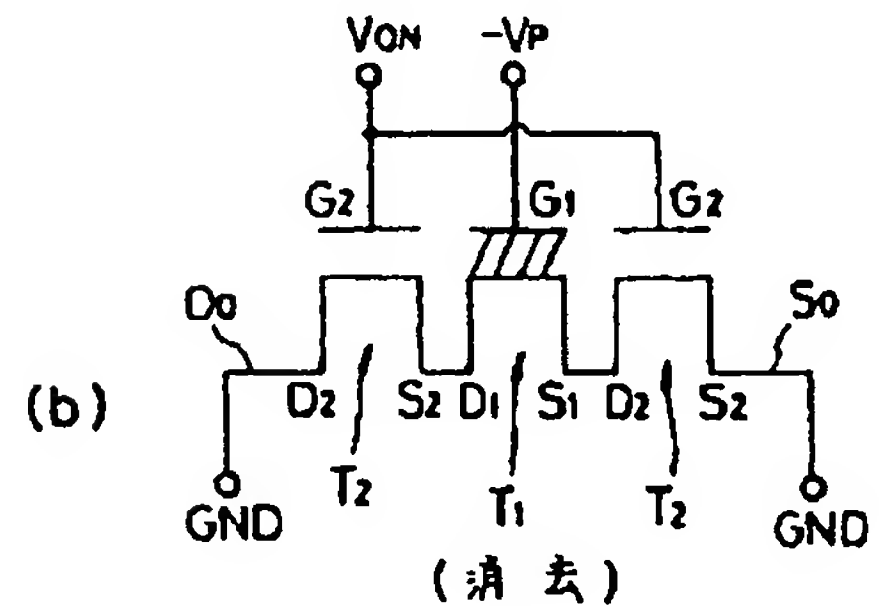 VON -VP
G2 G1 G2
D0 S0
(b) D2 S2 D1 S1 D2 S2
T2 T1 T2
GND GND
(消去)